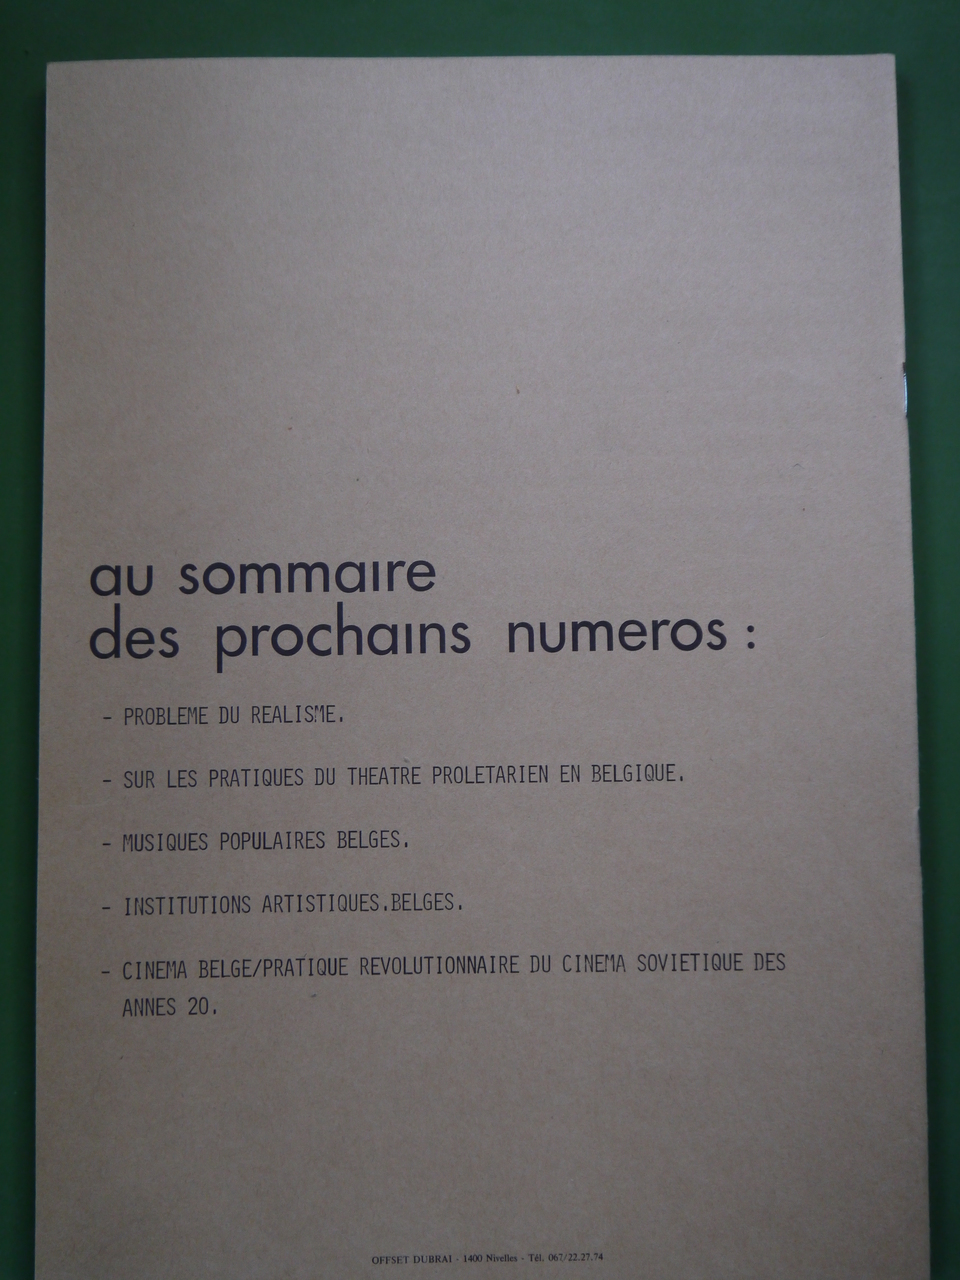 au sommaire
des prochains numeros :
- PROBLEME DU REALISME.
- SUR LES PRATIQUES DU THEATRE PROLETARIEN EN BELGIQUE.
- MUSIQUES POPULAIRES BELGES.
- INSTITUTIONS ARTISTIQUES.BELGES.
- CINEMA BELGE/PRATIQUE REVOLUTIONNAIRE DU CINEMA SOVIETIQUE DES
ANNES 20.
OFFSET DUBRAI - 1400 Nivelles - Tél. 067/22.27.74